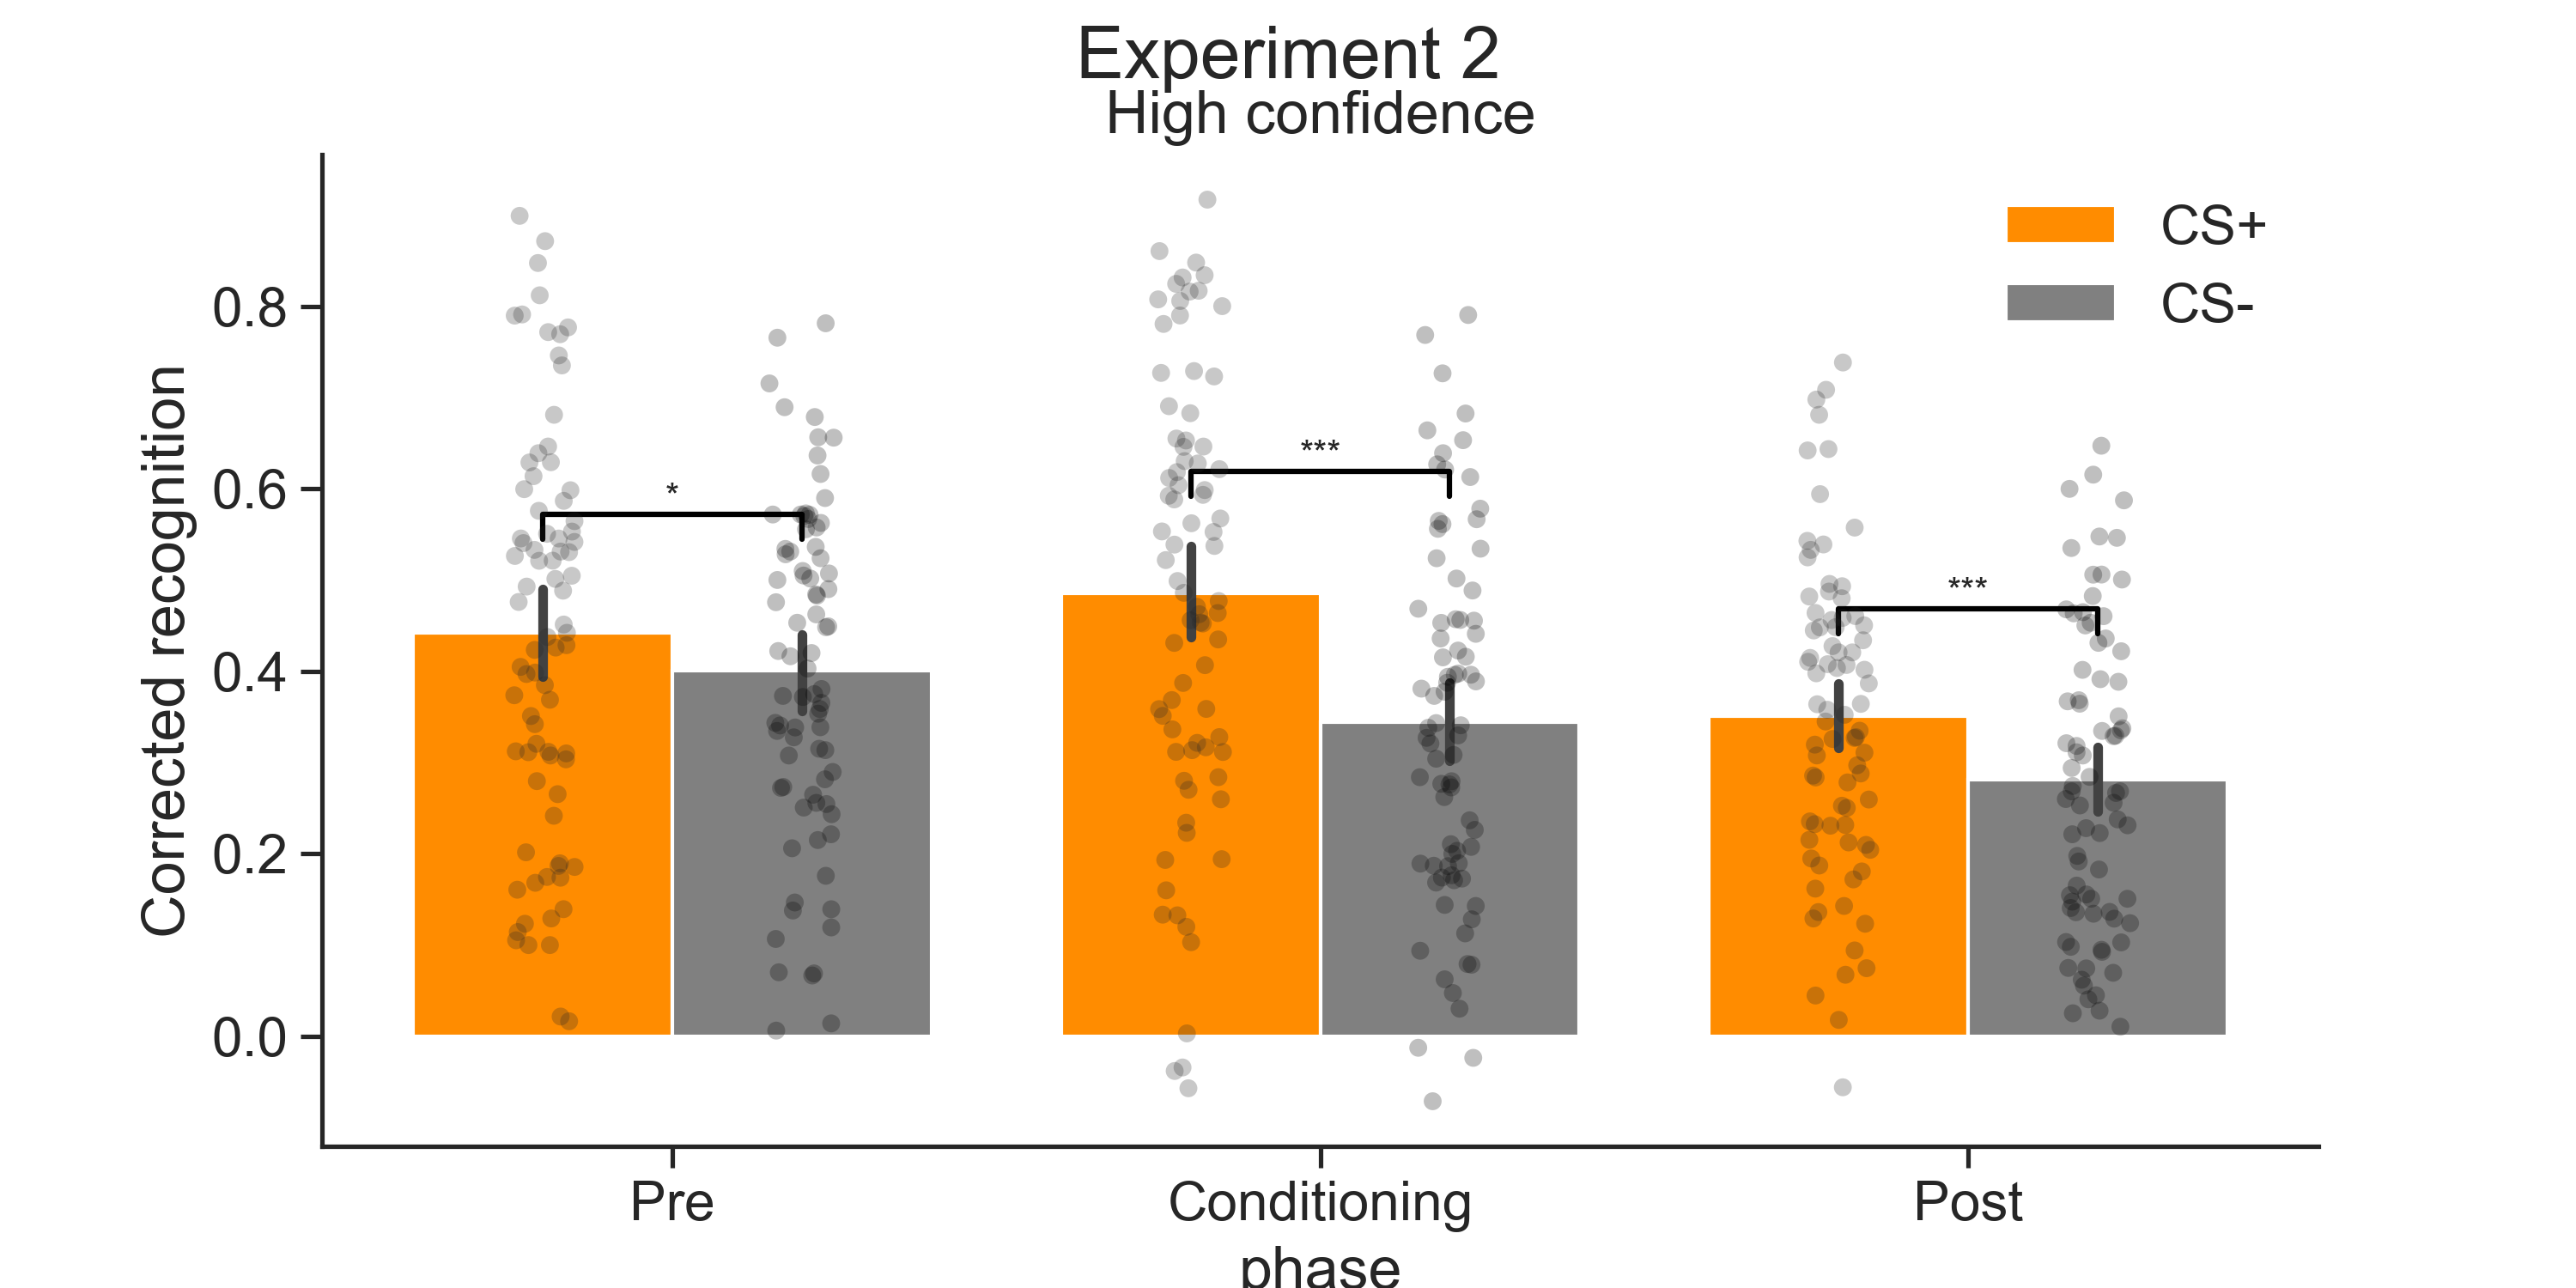 Experiment 2
High confidence
CS+
CS-
Corrected recognition
0.8
0.6
0.4
0.2
0.0
*
***
***
Pre
Conditioning
Post
phase